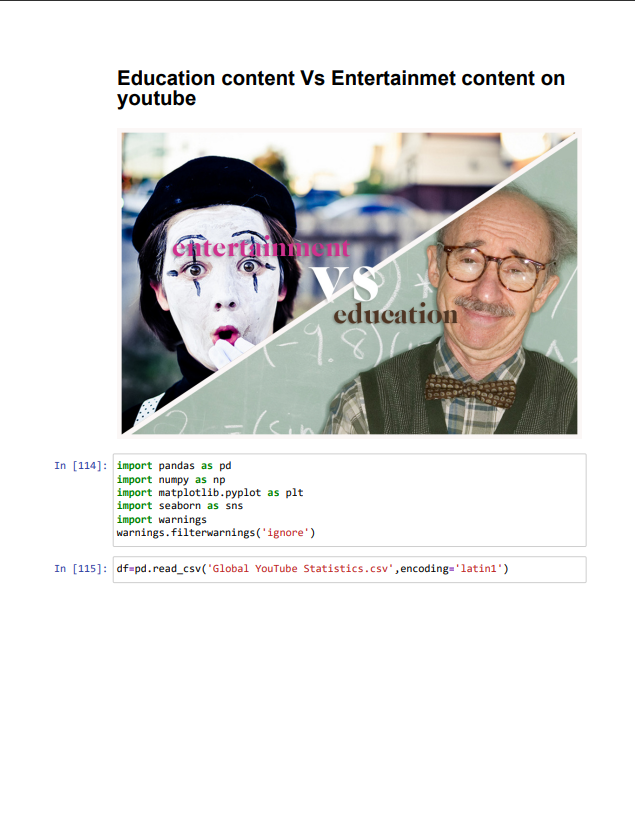 Education content Vs Entertainmet content on
youtube
entertainment
vs
education
In [114]:
import pandas as pd
import numpy as np
import matplotlib.pyplot as plt
import seaborn as sns
import warnings
warnings.filterwarnings('ignore')
In [115]:
df=pd.read_csv('Global YouTube Statistics.csv',encoding='latin1')